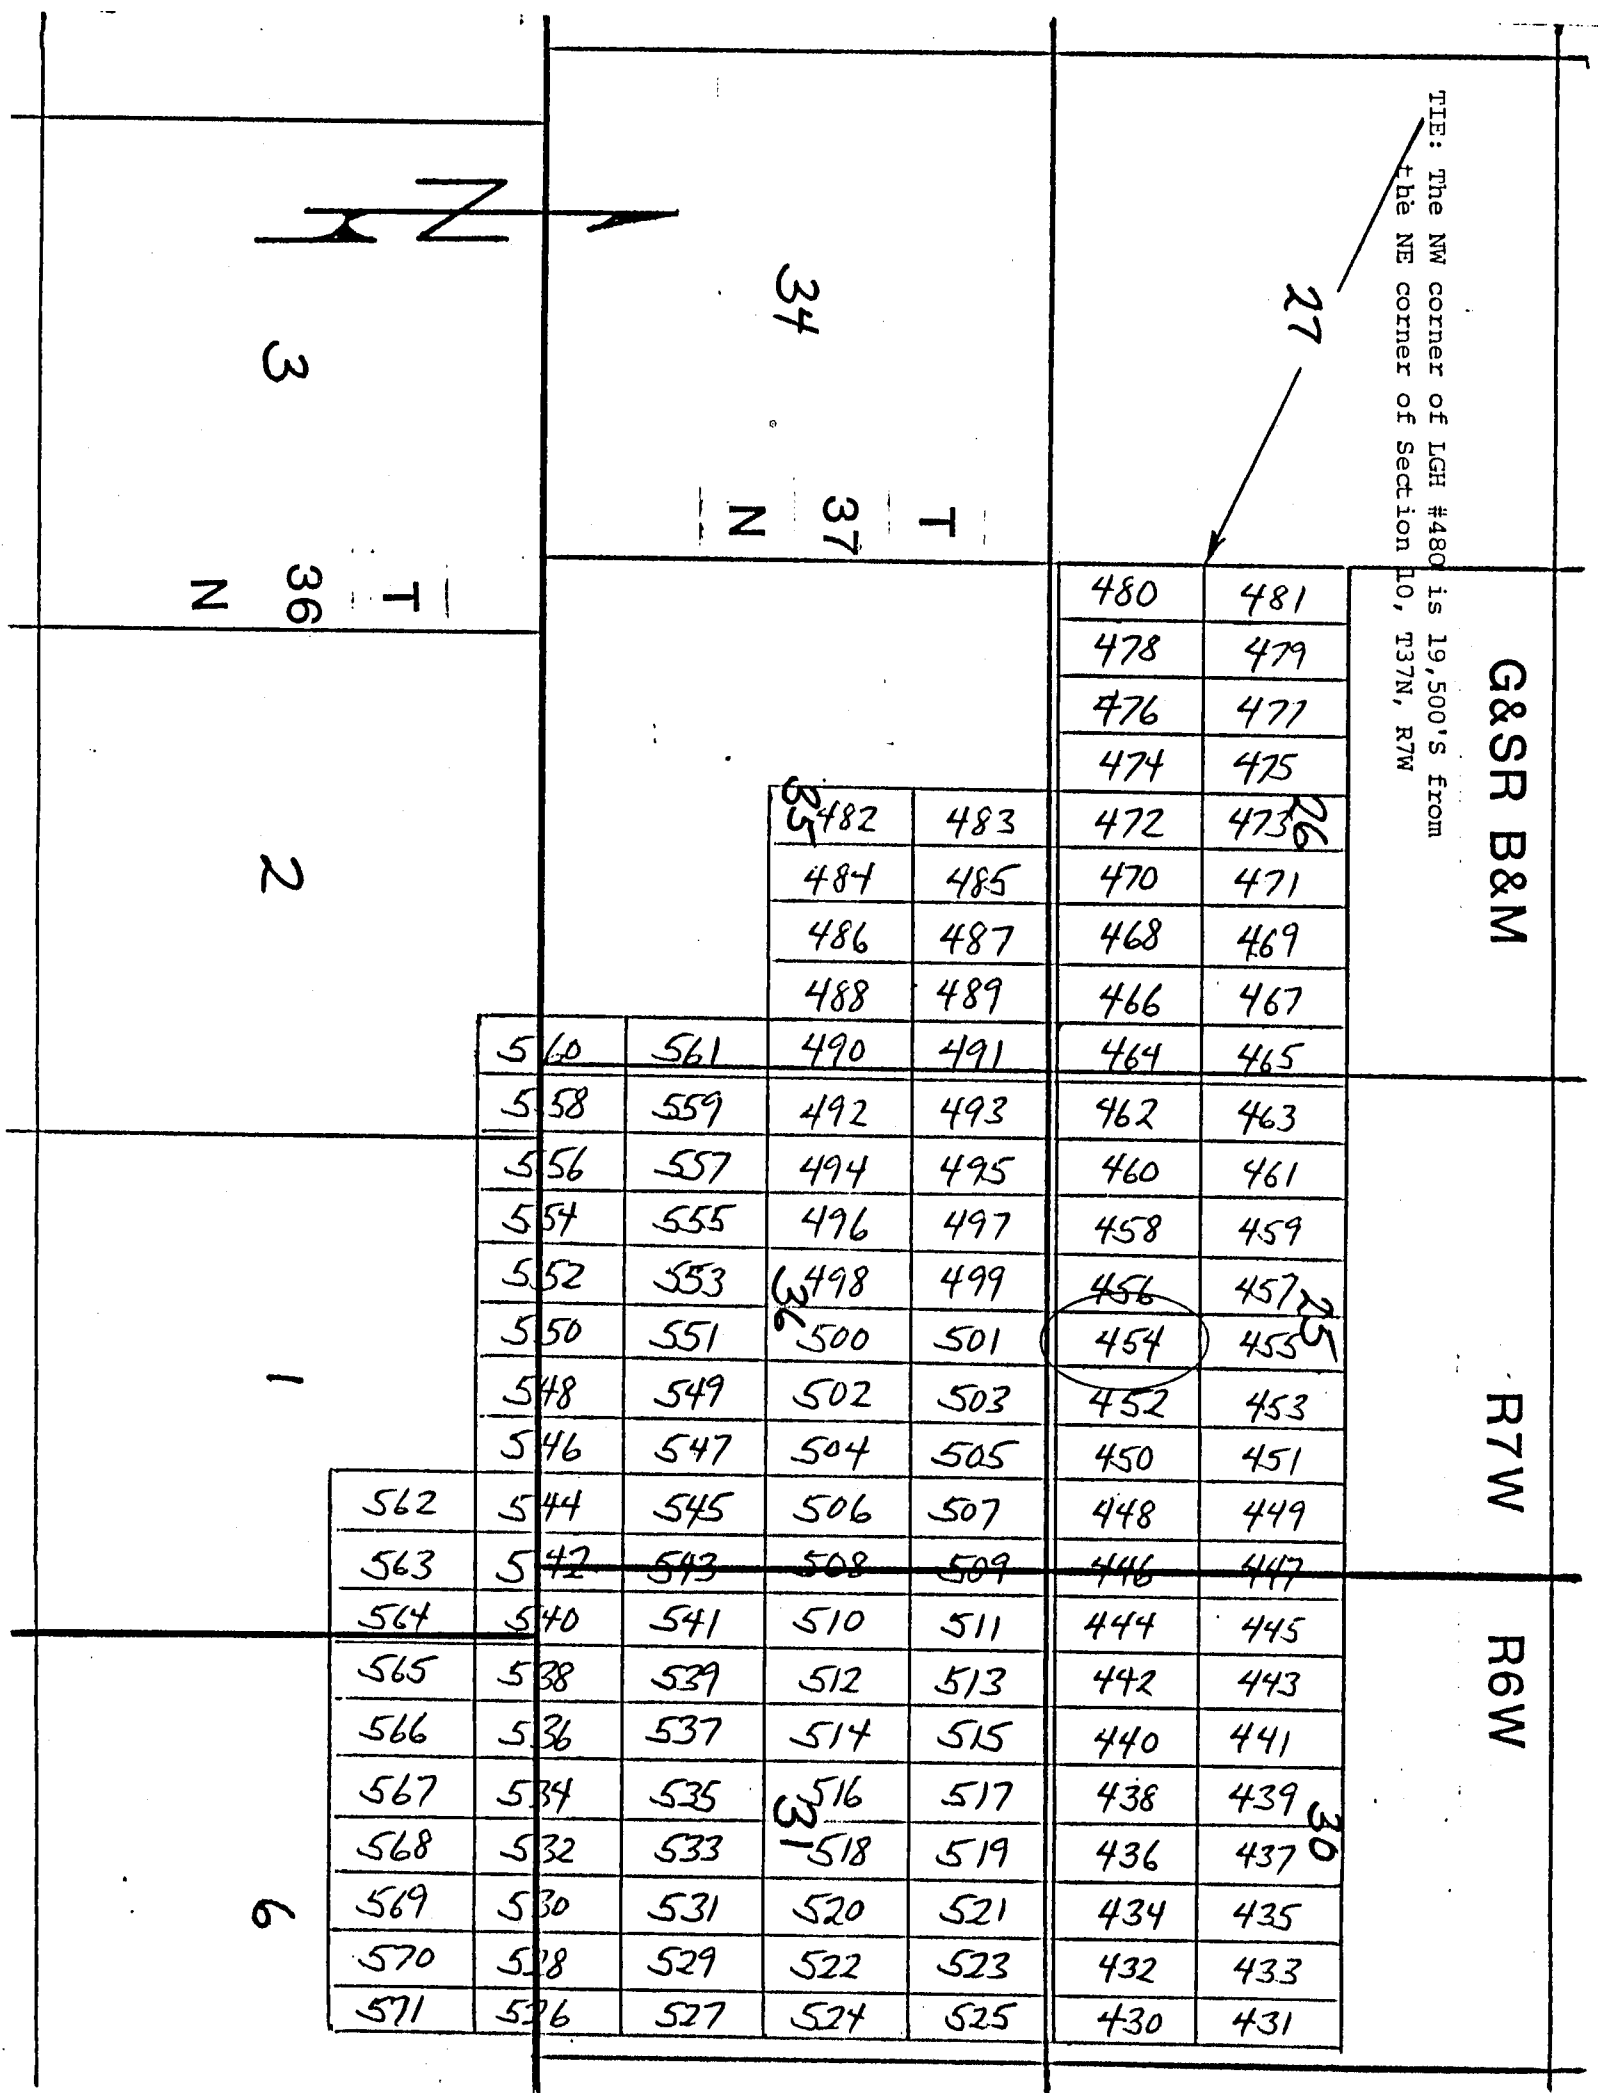 TIE: The NW corner of LGH #480 is 19,500'S from
the NE corner of Section 10, T37N, R7W
G&SR B&M
R7W
R6W
N
27
34
3
T
37
N
T
36
N
26
35
2
25
36
1
30
31
6
480 481
478 479
476 477
474 475
482 483 472 473
484 485 470 471
486 487 468 469
488 489 466 467
560 561 490 491 464 465
558 559 492 493 462 463
556 557 494 495 460 461
554 555 496 497 458 459
552 553 498 499 456 457
550 551 500 501 454 455
548 549 502 503 452 453
546 547 504 505 450 451
562 544 545 506 507 448 449
563 542 543 508 509 446 447
564 540 541 510 511 444 445
565 538 539 512 513 442 443
566 536 537 514 515 440 441
567 534 535 516 517 438 439
568 532 533 518 519 436 437
569 530 531 520 521 434 435
570 528 529 522 523 432 433
571 526 527 524 525 430 431